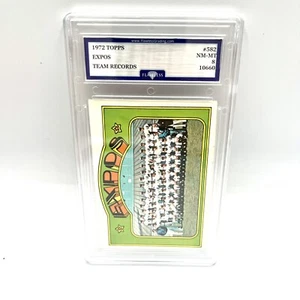 1972 TOPPS #582
EXPOS NM-MT
TEAM RECORDS 8
10660
EXPOS